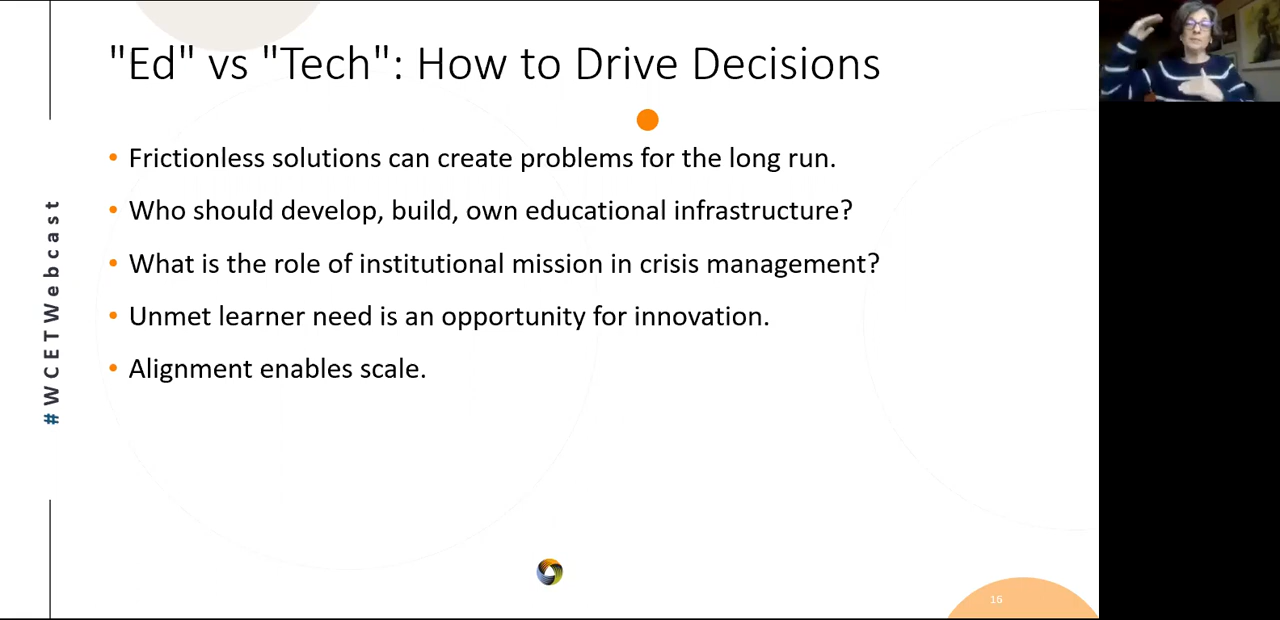 "Ed" vs "Tech": How to Drive Decisions
• Frictionless solutions can create problems for the long run.
• Who should develop, build, own educational infrastructure?
• What is the role of institutional mission in crisis management?
• Unmet learner need is an opportunity for innovation.
• Alignment enables scale.
#WCETWebcast
16